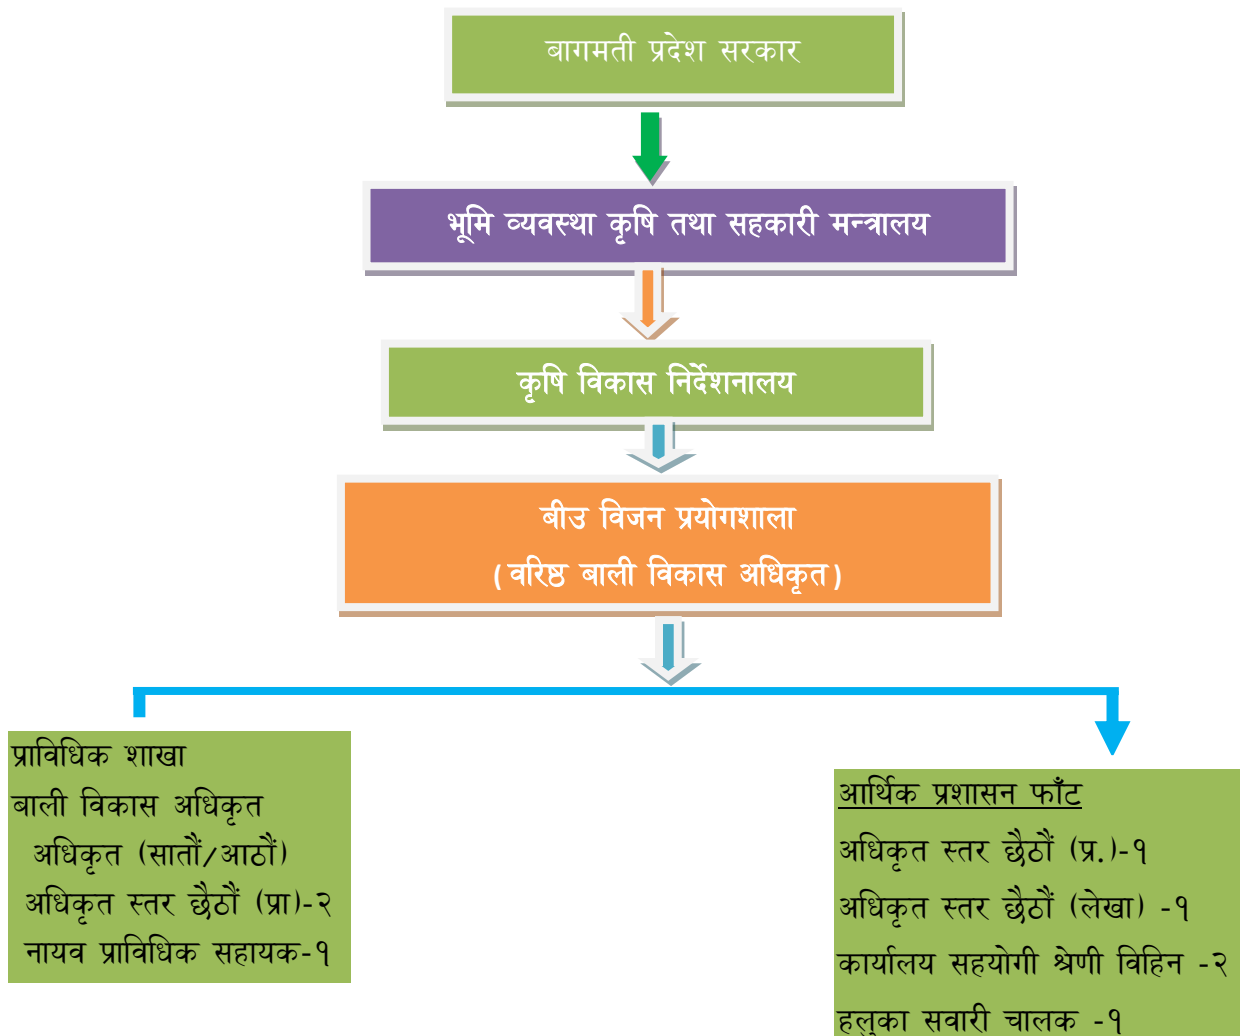 बागमती प्रदेश सरकार
भूमि व्यवस्था कृषि तथा सहकारी मन्त्रालय
कृषि विकास निर्देशनालय
बीउ विजन प्रयोगशाला
(वरिष्ठ बाली विकास अधिकृत)
प्राविधिक शाखा
बाली विकास अधिकृत
अधिकृत (सातौं/आठौं)
अधिकृत स्तर छैठौं (प्रा)-२
नायव प्राविधिक सहायक-१
आर्थिक प्रशासन फाँट
अधिकृत स्तर छैठौं (प्र.)-१
अधिकृत स्तर छैठौं (लेखा) -१
कार्यालय सहयोगी श्रेणी विहिन -२
हलुका सवारी चालक -१